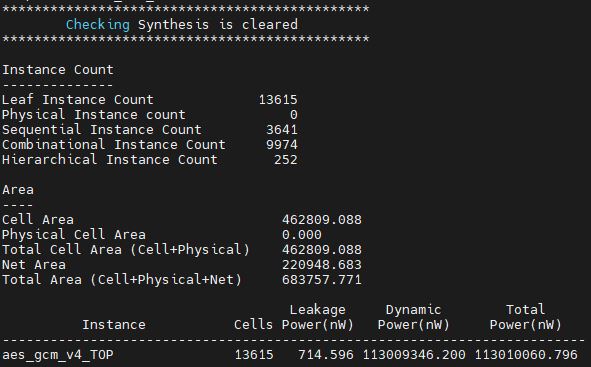 **********************************************
Checking Synthesis is cleared
**********************************************
Instance Count
--------------
Leaf Instance Count 13615
Physical Instance count 0
Sequential Instance Count 3641
Combinational Instance Count 9974
Hierarchical Instance Count 252
Area
----
Cell Area 462809.088
Physical Cell Area 0.000
Total Cell Area (Cell+Physical) 462809.088
Net Area 220948.683
Total Area (Cell+Physical+Net) 683757.771
Leakage Dynamic Total
Instance Cells Power(nW) Power(nW) Power(nW)
-------------------------------------------------------------------------
aes_gcm_v4_TOP 13615 714.596 113009346.200 113010060.796